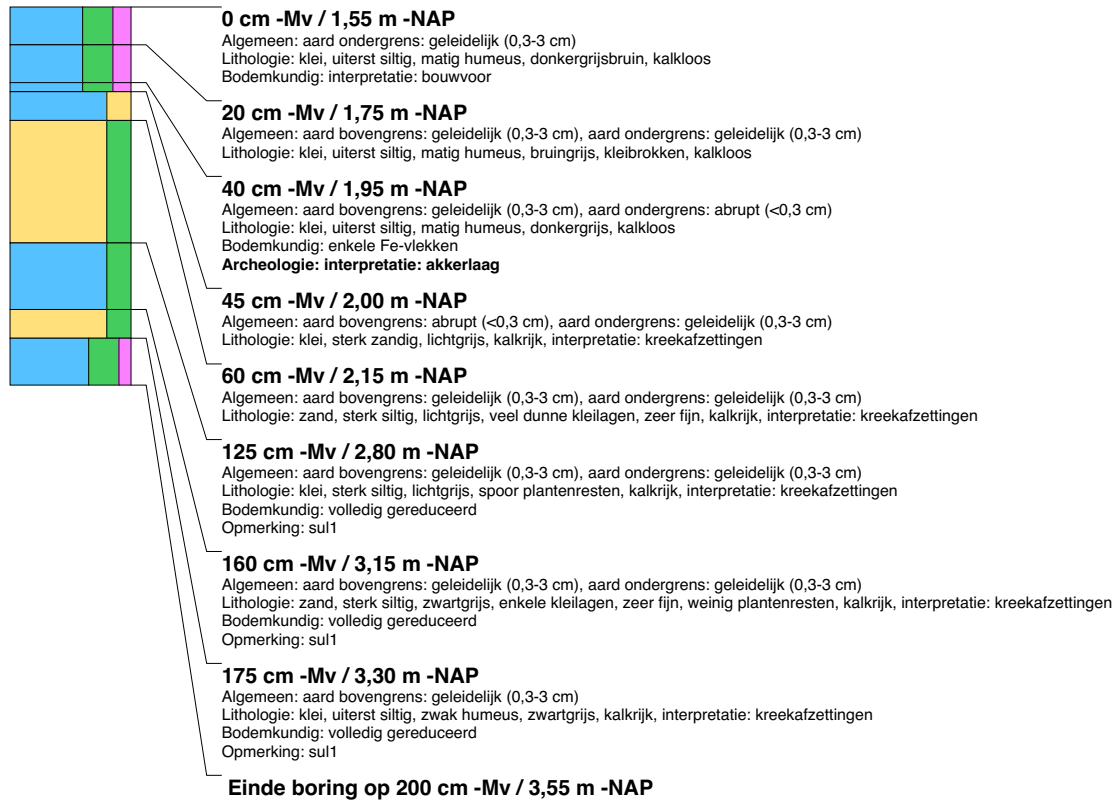 0 cm -Mv / 1,55 m -NAP
Algemeen: aard ondergrens: geleidelijk (0,3-3 cm)
Lithologie: klei, uiterst siltig, matig humeus, donkergrijsbruin, kalkloos
Bodemkundig: interpretatie: bouwvoor
20 cm -Mv / 1,75 m -NAP
Algemeen: aard bovengrens: geleidelijk (0,3-3 cm), aard ondergrens: geleidelijk (0,3-3 cm)
Lithologie: klei, uiterst siltig, matig humeus, bruingrijs, kleibrokken, kalkloos
40 cm -Mv / 1,95 m -NAP
Algemeen: aard bovengrens: geleidelijk (0,3-3 cm), aard ondergrens: abrupt (<0,3 cm)
Lithologie: klei, uiterst siltig, matig humeus, donkergrijs, kalkloos
Bodemkundig: enkele Fe-vlekken
Archeologie: interpretatie: akkerlaag
45 cm -Mv / 2,00 m -NAP
Algemeen: aard bovengrens: abrupt (<0,3 cm), aard ondergrens: geleidelijk (0,3-3 cm)
Lithologie: klei, sterk zandig, lichtgrijs, kalkrijk, interpretatie: kreekafzettingen
60 cm -Mv / 2,15 m -NAP
Algemeen: aard bovengrens: geleidelijk (0,3-3 cm), aard ondergrens: geleidelijk (0,3-3 cm)
Lithologie: zand, sterk siltig, lichtgrijs, veel dunne kleilagen, zeer fijn, kalkrijk, interpretatie: kreekafzettingen
125 cm -Mv / 2,80 m -NAP
Algemeen: aard bovengrens: geleidelijk (0,3-3 cm), aard ondergrens: geleidelijk (0,3-3 cm)
Lithologie: klei, sterk siltig, lichtgrijs, spoor plantenresten, kalkrijk, interpretatie: kreekafzettingen
Bodemkundig: volledig gereduceerd
Opmerking: sul1
160 cm -Mv / 3,15 m -NAP
Algemeen: aard bovengrens: geleidelijk (0,3-3 cm), aard ondergrens: geleidelijk (0,3-3 cm)
Lithologie: zand, sterk siltig, zwartgrijs, enkele kleilagen, zeer fijn, weinig plantenresten, kalkrijk, interpretatie: kreekafzettingen
Bodemkundig: volledig gereduceerd
Opmerking: sul1
175 cm -Mv / 3,30 m -NAP
Algemeen: aard bovengrens: geleidelijk (0,3-3 cm)
Lithologie: klei, uiterst siltig, zwak humeus, zwartgrijs, kalkrijk, interpretatie: kreekafzettingen
Bodemkundig: volledig gereduceerd
Opmerking: sul1
Einde boring op 200 cm -Mv / 3,55 m -NAP